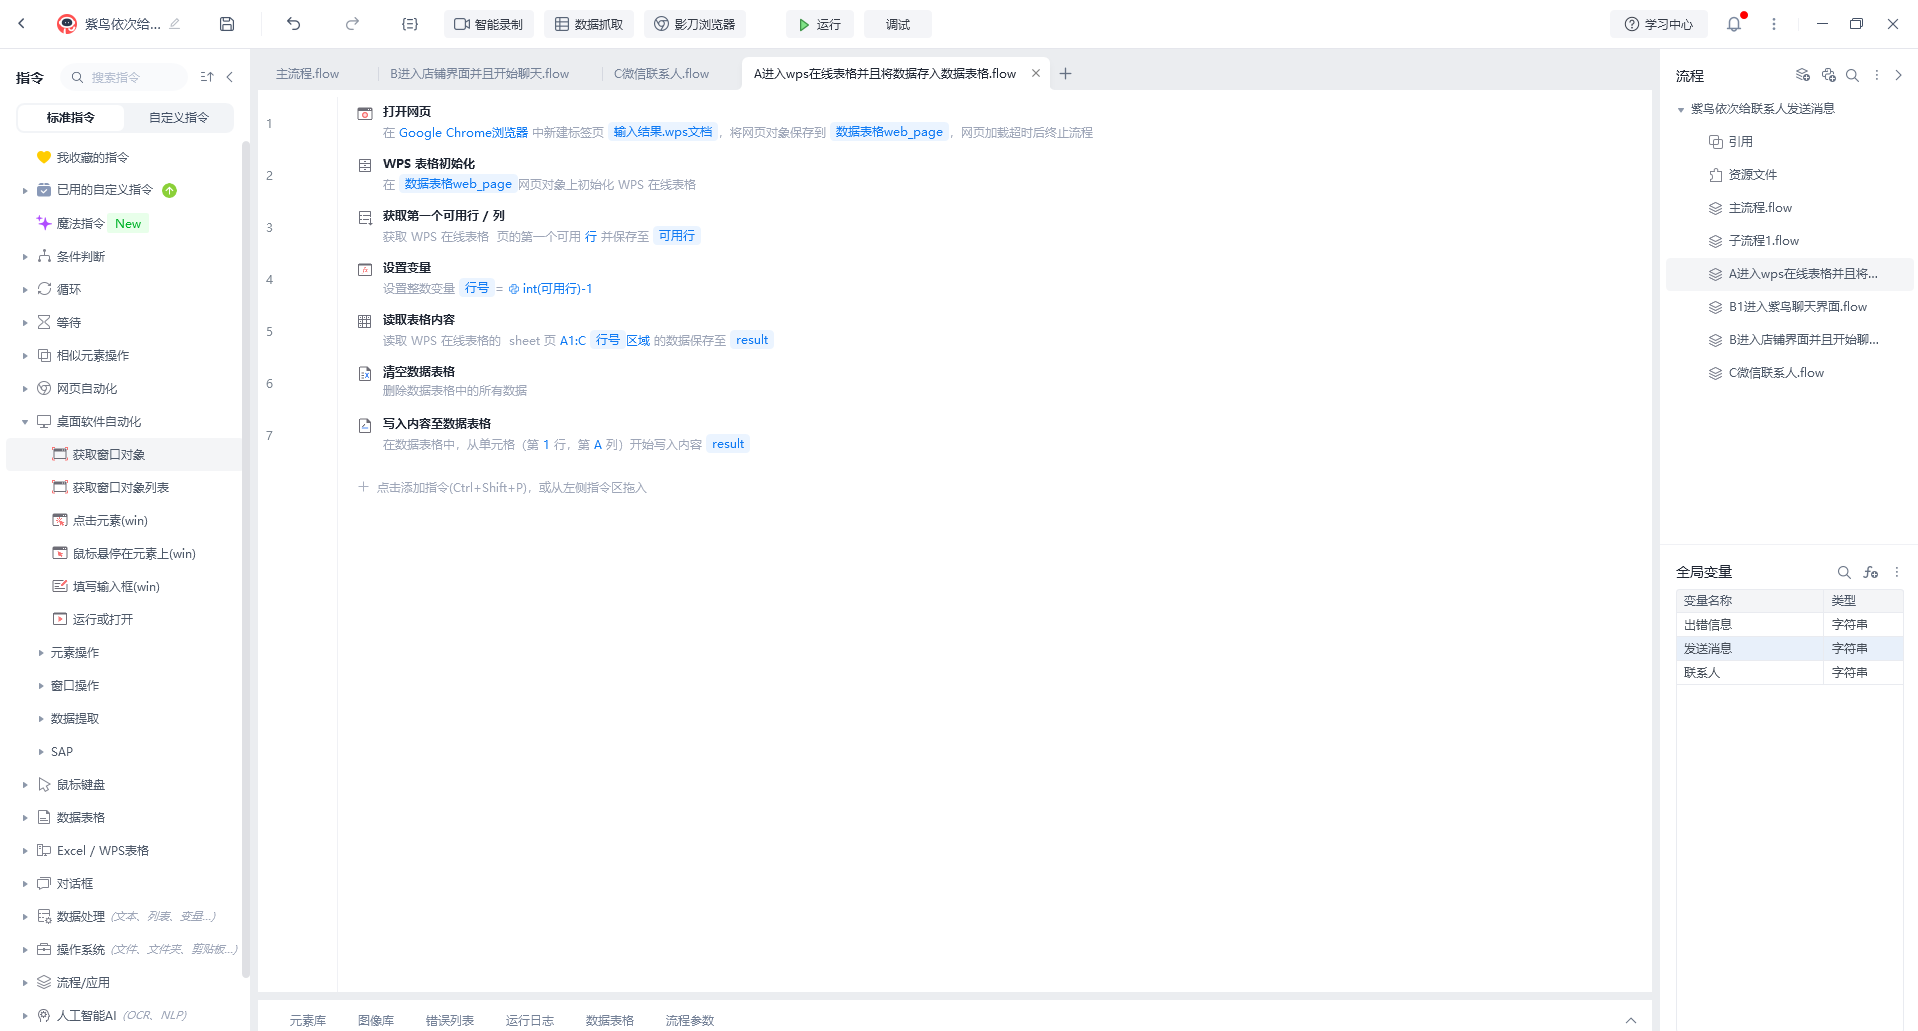 紫鸟依次给...
智能录制
数据抓取
影刀浏览器
运行
调试
学习中心
指令
搜索指令
标准指令
自定义指令
我收藏的指令
已用的自定义指令
魔法指令 New
条件判断
循环
等待
相似元素操作
网页自动化
桌面软件自动化
获取窗口对象
获取窗口对象列表
点击元素(win)
鼠标悬停在元素上(win)
填写输入框(win)
运行或打开
元素操作
窗口操作
数据提取
SAP
鼠标键盘
数据表格
Excel / WPS表格
对话框
数据处理 (文本、列表、变量...)
操作系统 (文件、文件夹、剪贴板...)
流程/应用
人工智能AI (OCR、NLP)
主流程.flow
B进入店铺界面并且开始聊天.flow
C微信联系人.flow
A进入wps在线表格并且将数据存入数据表格.flow
1
打开网页
在 Google Chrome浏览器 中新建标签页 输入结果.wps文档 ，将网页对象保存到 数据表格web_page ，网页加载超时后终止流程
2
WPS 表格初始化
在 数据表格web_page 网页对象上初始化 WPS 在线表格
3
获取第一个可用行 / 列
获取 WPS 在线表格 页的第一个可用 行 并保存至 可用行
4
设置变量
设置整数变量 行号 = int(可用行)-1
5
读取表格内容
读取 WPS 在线表格的 sheet 页 A1:C 行号 区域 的数据保存至 result
6
清空数据表格
删除数据表格中的所有数据
7
写入内容至数据表格
在数据表格中，从单元格（第 1 行，第 A 列）开始写入内容 result
点击添加指令(Ctrl+Shift+P)，或从左侧指令区拖入
元素库
图像库
错误列表
运行日志
数据表格
流程参数
流程
紫鸟依次给联系人发送消息
引用
资源文件
主流程.flow
子流程1.flow
A进入wps在线表格并且将...
B1进入紫鸟聊天界面.flow
B进入店铺界面并且开始聊...
C微信联系人.flow
全局变量
变量名称 类型
出错信息 字符串
发送消息 字符串
联系人 字符串